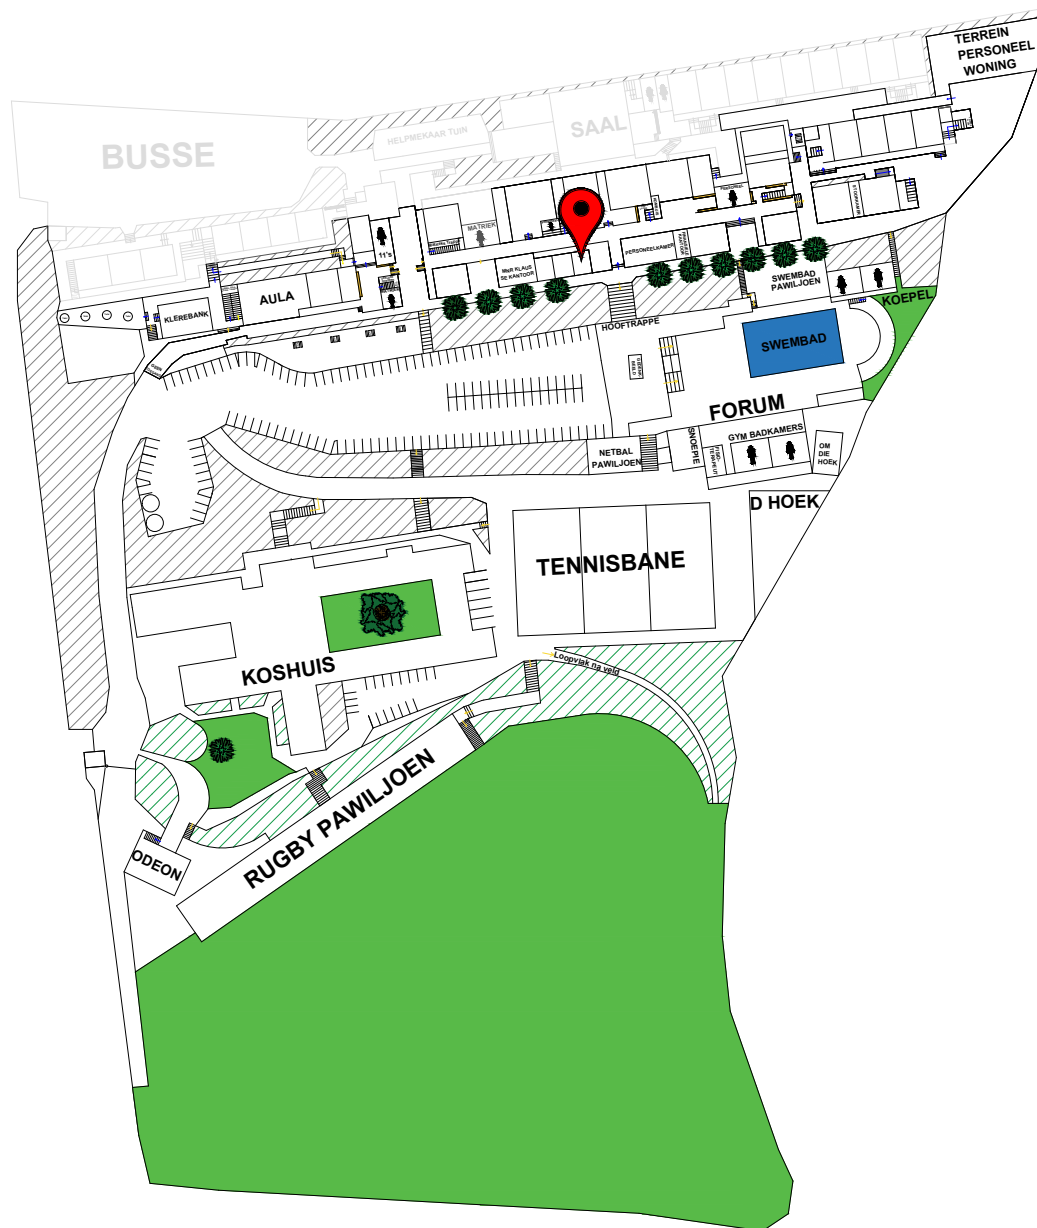 TERREIN
PERSONEEL
WONING
BUSSE
HELPMEKAAR TUIN
SAAL
MATRIEK
11's
MNR KLAUS
SE KANTOOR
PERSONEELKAMER
STOORKAMER
AULA
KLEREBANK
SWEMBAD
PAWILJOEN
KOEPEL
HOOFTRAPPE
SWEMBAD
FORUM
GYM BADKAMERS
SNOEPIE
NETBAL
PAWILJOEN
OM
DIE
HOEK
D HOEK
TENNISBANE
KOSHUIS
Loopvlak na veld
RUGBY PAWILJOEN
ODEON